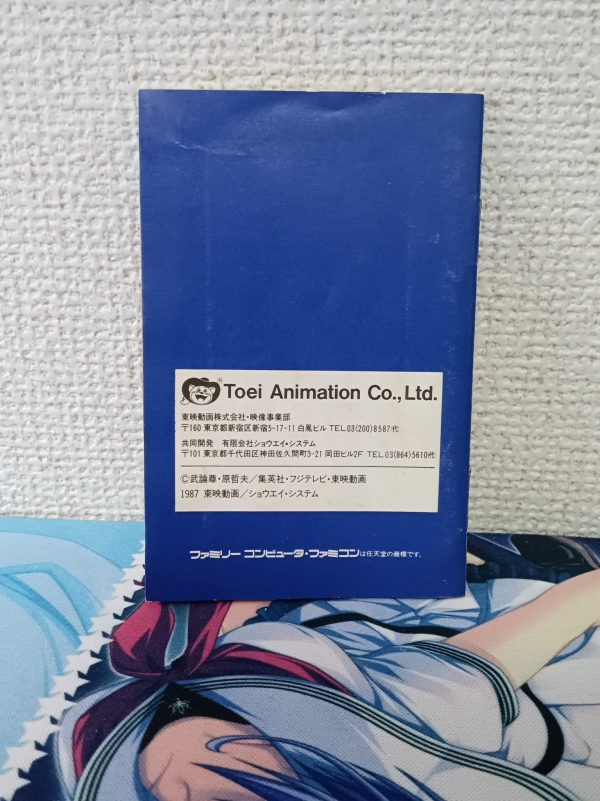 Toei Animation Co., Ltd.
東映動画株式会社・映像事業部
〒160 東京都新宿区新宿5-17-11 白鳳ビル TEL.03(200)8587代)
共同開発 有限会社ショウエイ・システム
〒101 東京都千代田区神田佐久間町3-21 岡田ビル2F TEL.03(864)5610代)
©武論尊・原哲夫／集英社・フジテレビ・東映動画
1987 東映動画／ショウエイ・システム
ファミリー コンピュータ・ファミコンは任天堂の商標です。